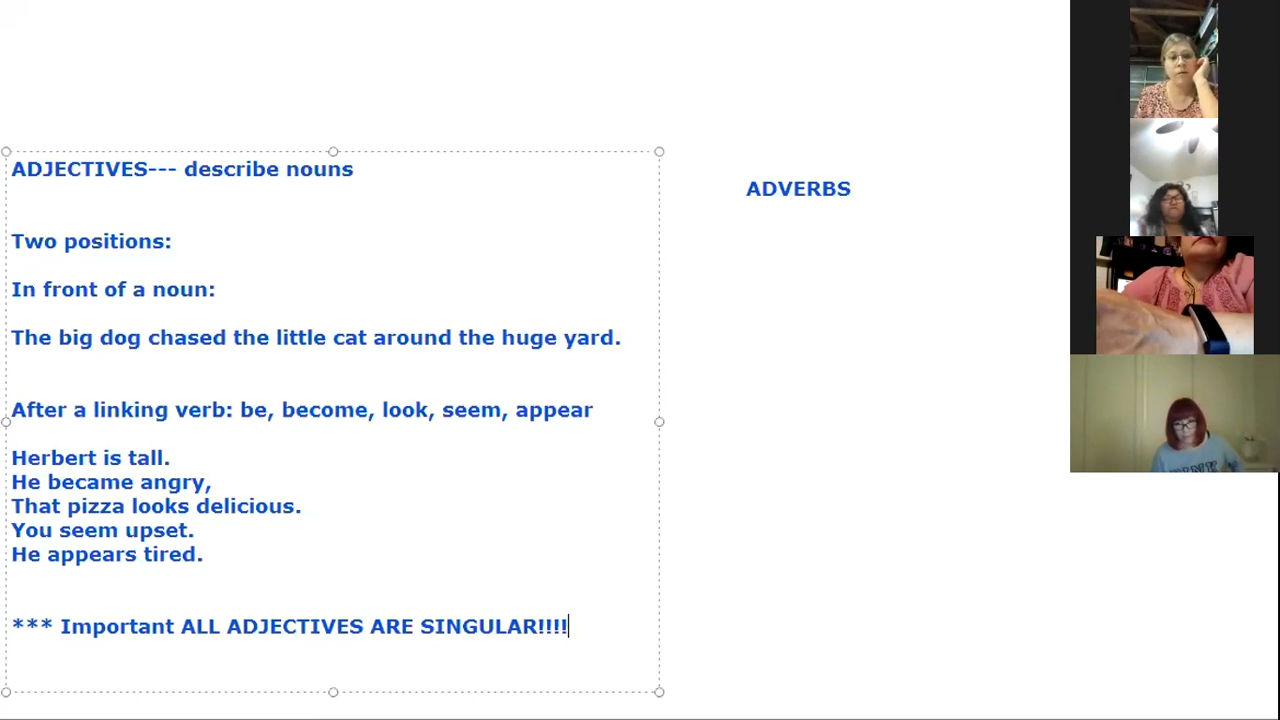 ADJECTIVES--- describe nouns
Two positions:
In front of a noun:
The big dog chased the little cat around the huge yard.
After a linking verb: be, become, look, seem, appear
Herbert is tall.
He became angry,
That pizza looks delicious.
You seem upset.
He appears tired.
*** Important ALL ADJECTIVES ARE SINGULAR!!!!
ADVERBS